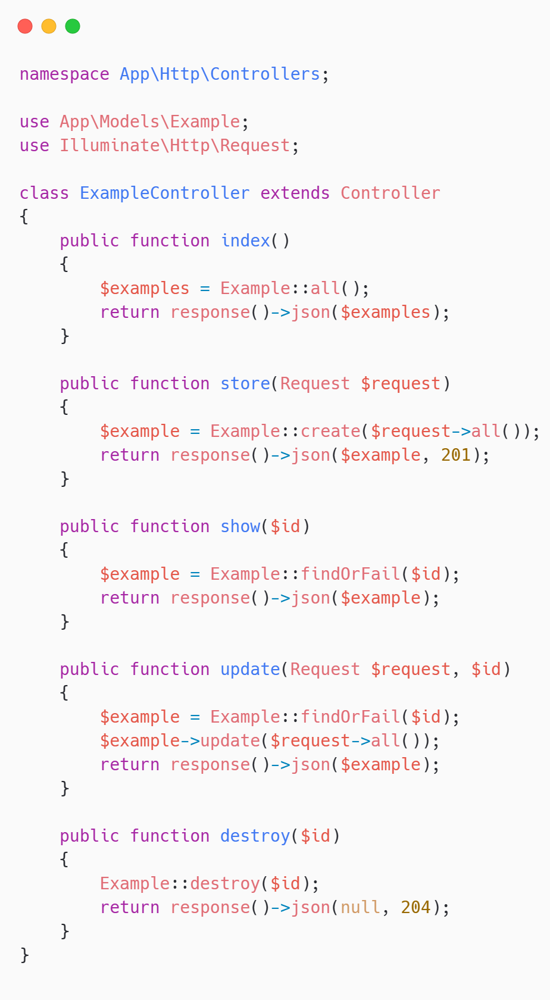 namespace App\Http\Controllers;

use App\Models\Example;
use Illuminate\Http\Request;

class ExampleController extends Controller
{
    public function index()
    {
        $examples = Example::all();
        return response()->json($examples);
    }

    public function store(Request $request)
    {
        $example = Example::create($request->all());
        return response()->json($example, 201);
    }

    public function show($id)
    {
        $example = Example::findOrFail($id);
        return response()->json($example);
    }

    public function update(Request $request, $id)
    {
        $example = Example::findOrFail($id);
        $example->update($request->all());
        return response()->json($example);
    }

    public function destroy($id)
    {
        Example::destroy($id);
        return response()->json(null, 204);
    }
}